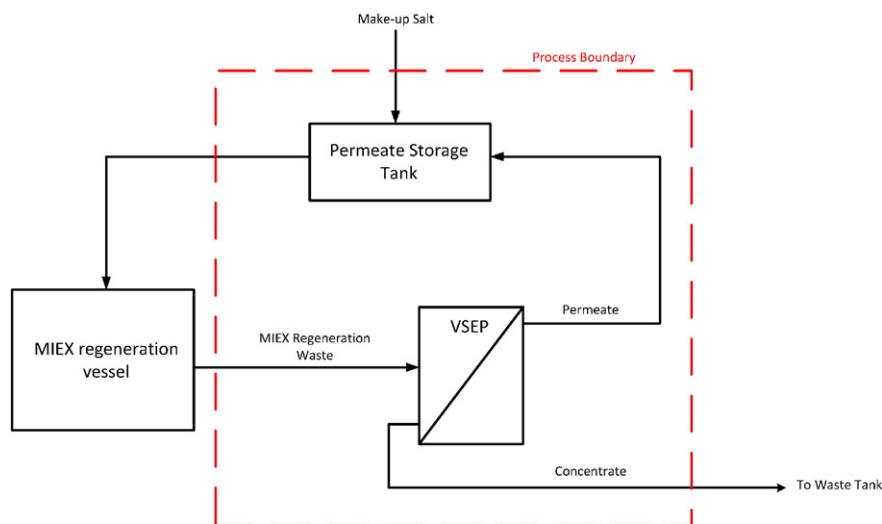 Make-up Salt
Process Boundary
Permeate Storage
Tank
MIEX regeneration
vessel
MIEX Regeneration
Waste
VSEP
Permeate
Concentrate
To Waste Tank